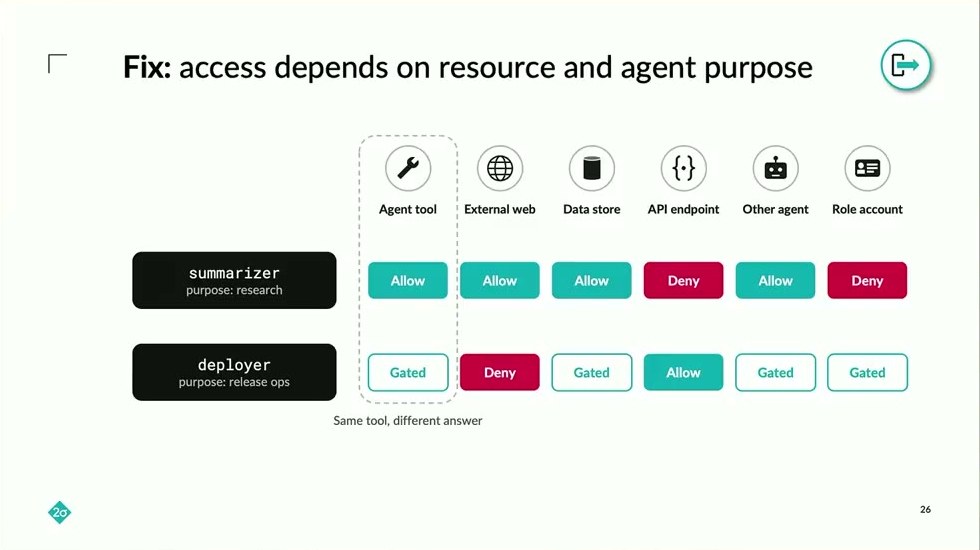 Fix: access depends on resource and agent purpose
Agent tool
External web
Data store
{·}
API endpoint
Other agent
Role account
summarizer
purpose: research
Allow
Allow
Allow
Deny
Allow
Deny
deployer
purpose: release ops
Gated
Deny
Gated
Allow
Gated
Gated
Same tool, different answer
2σ
26